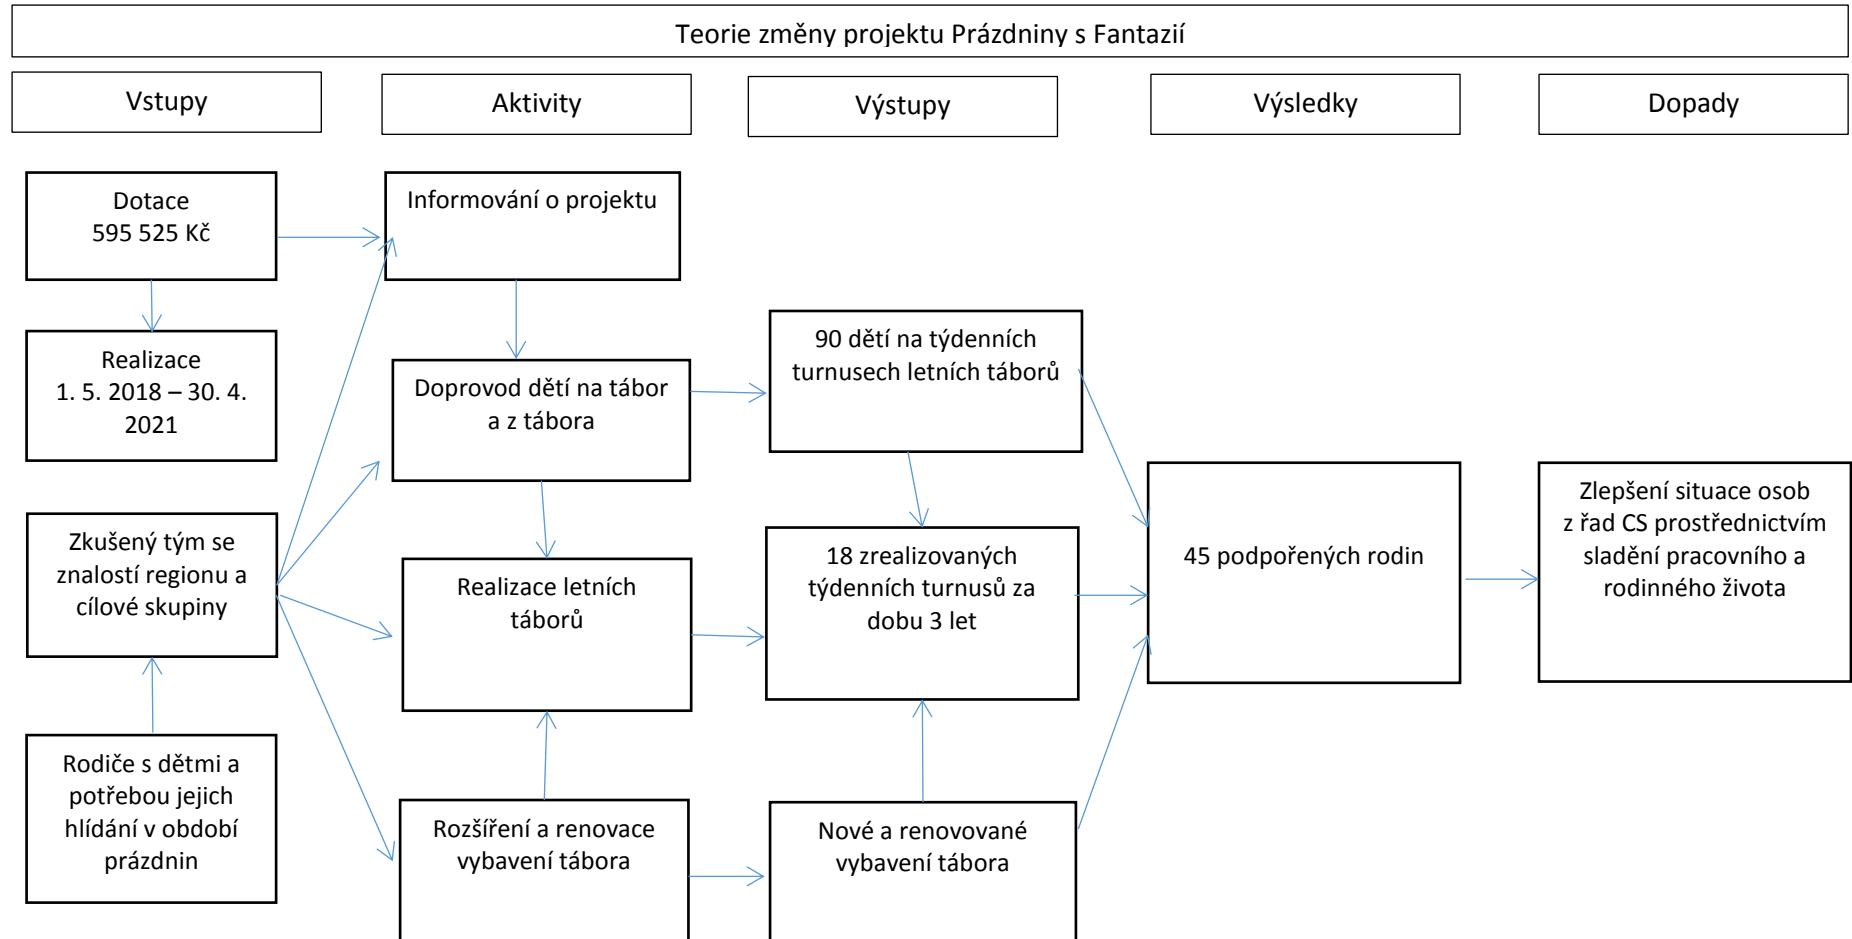 Teorie změny projektu Prázdniny s Fantazií
Vstupy
Aktivity
Výstupy
Výsledky
Dopady
Dotace
595 525 Kč
Realizace
1. 5. 2018 – 30. 4.
2021
Zkušený tým se
znalostí regionu a
cílové skupiny
Rodiče s dětmi a
potřebou jejich
hlídání v období
prázdnin
Informování o projektu
Doprovod dětí na tábor
a z tábora
Realizace letních
táborů
Rozšíření a renovace
vybavení tábora
90 dětí na týdenních
turnusech letních táborů
18 zrealizovaných
týdenních turnusů za
dobu 3 let
Nové a renovované
vybavení tábora
45 podpořených rodin
Zlepšení situace osob
z řad CS prostřednictvím
sladění pracovního a
rodinného života